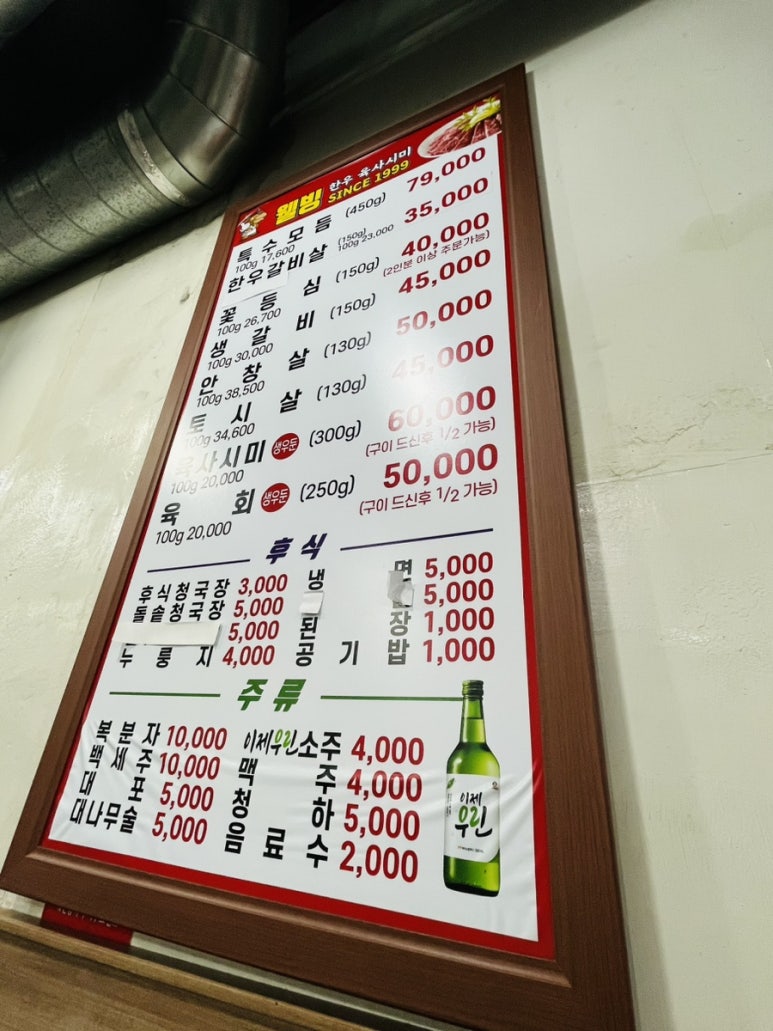 웰빙 한우 육사시미
SINCE 1999
특수모듬 (450g) 79,000
100g 17,600
한우갈비살 (150g) 35,000
100g 23,000
꽃등심 (150g) 40,000
100g 26,700 (2인분 이상 주문가능)
생갈비 (150g) 45,000
100g 30,000
안창살 (130g) 50,000
100g 38,500
토시살 (130g) 45,000
100g 34,600
육사시미 생우둔 (300g) 60,000
100g 20,000 (구이 드신후 1/2 가능)
육회 생우둔 (250g) 50,000
100g 20,000 (구이 드신후 1/2 가능)
후식
후식청국장 3,000 냉면 5,000
돌솥청국장 5,000 5,000
5,000 된장 1,000
누룽지 4,000 공기밥 1,000
주류
복분자 10,000 이제우린소주 4,000
백세주 10,000 맥주 4,000
대포 5,000 청하 5,000
대나무술 5,000 음료수 2,000
이제
우린